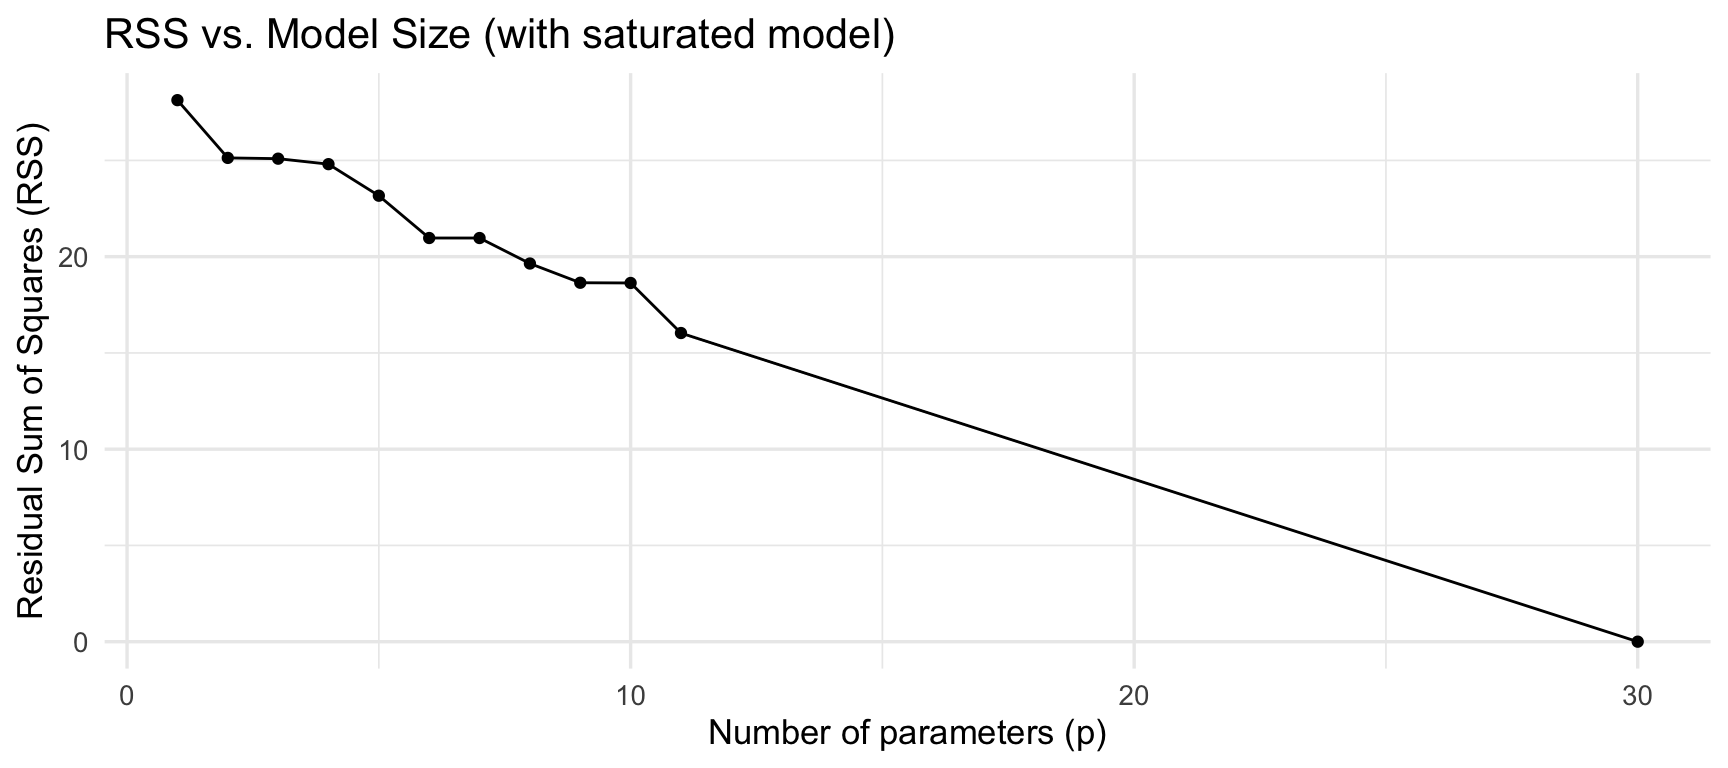 RSS vs. Model Size (with saturated model)
Residual Sum of Squares (RSS)
20
10
0
0
10
20
30
Number of parameters (p)